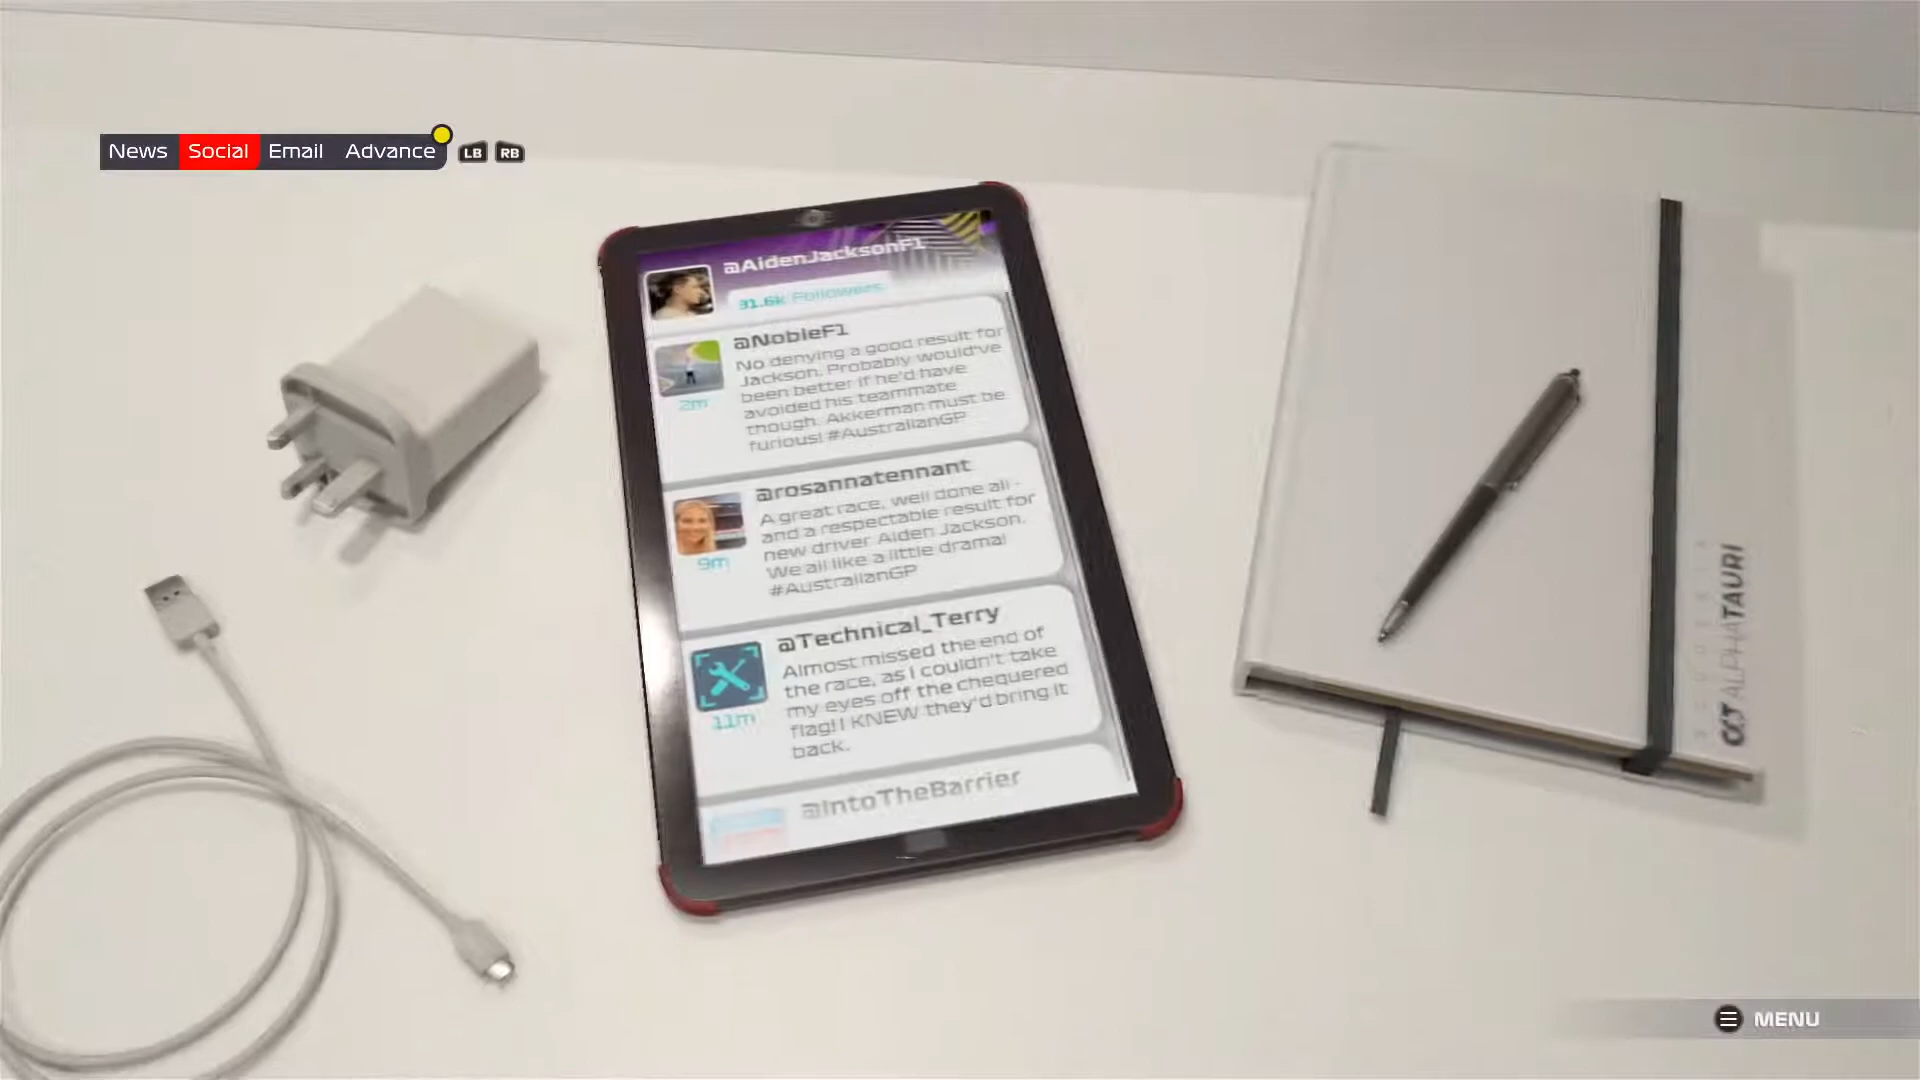 News Social Email Advance LB RB
@AidenJacksonF1
31.6k Followers
@NobleF1
No denying a good result for
Jackson. Probably would've
been better if he'd have
avoided his teammate
though. Akkerman must be
furious! #AustralianGP
2m
@rosannatennant
A great race, well done all -
and a respectable result for
new driver Aiden Jackson.
We all like a little drama!
#AustralianGP
9m
@Technical_Terry
Almost missed the end of
the race, as I couldn't take
my eyes off the chequered
flag! I KNEW they'd bring it
back.
11m
@IntoTheBarrier
ALPHATAURI
MENU